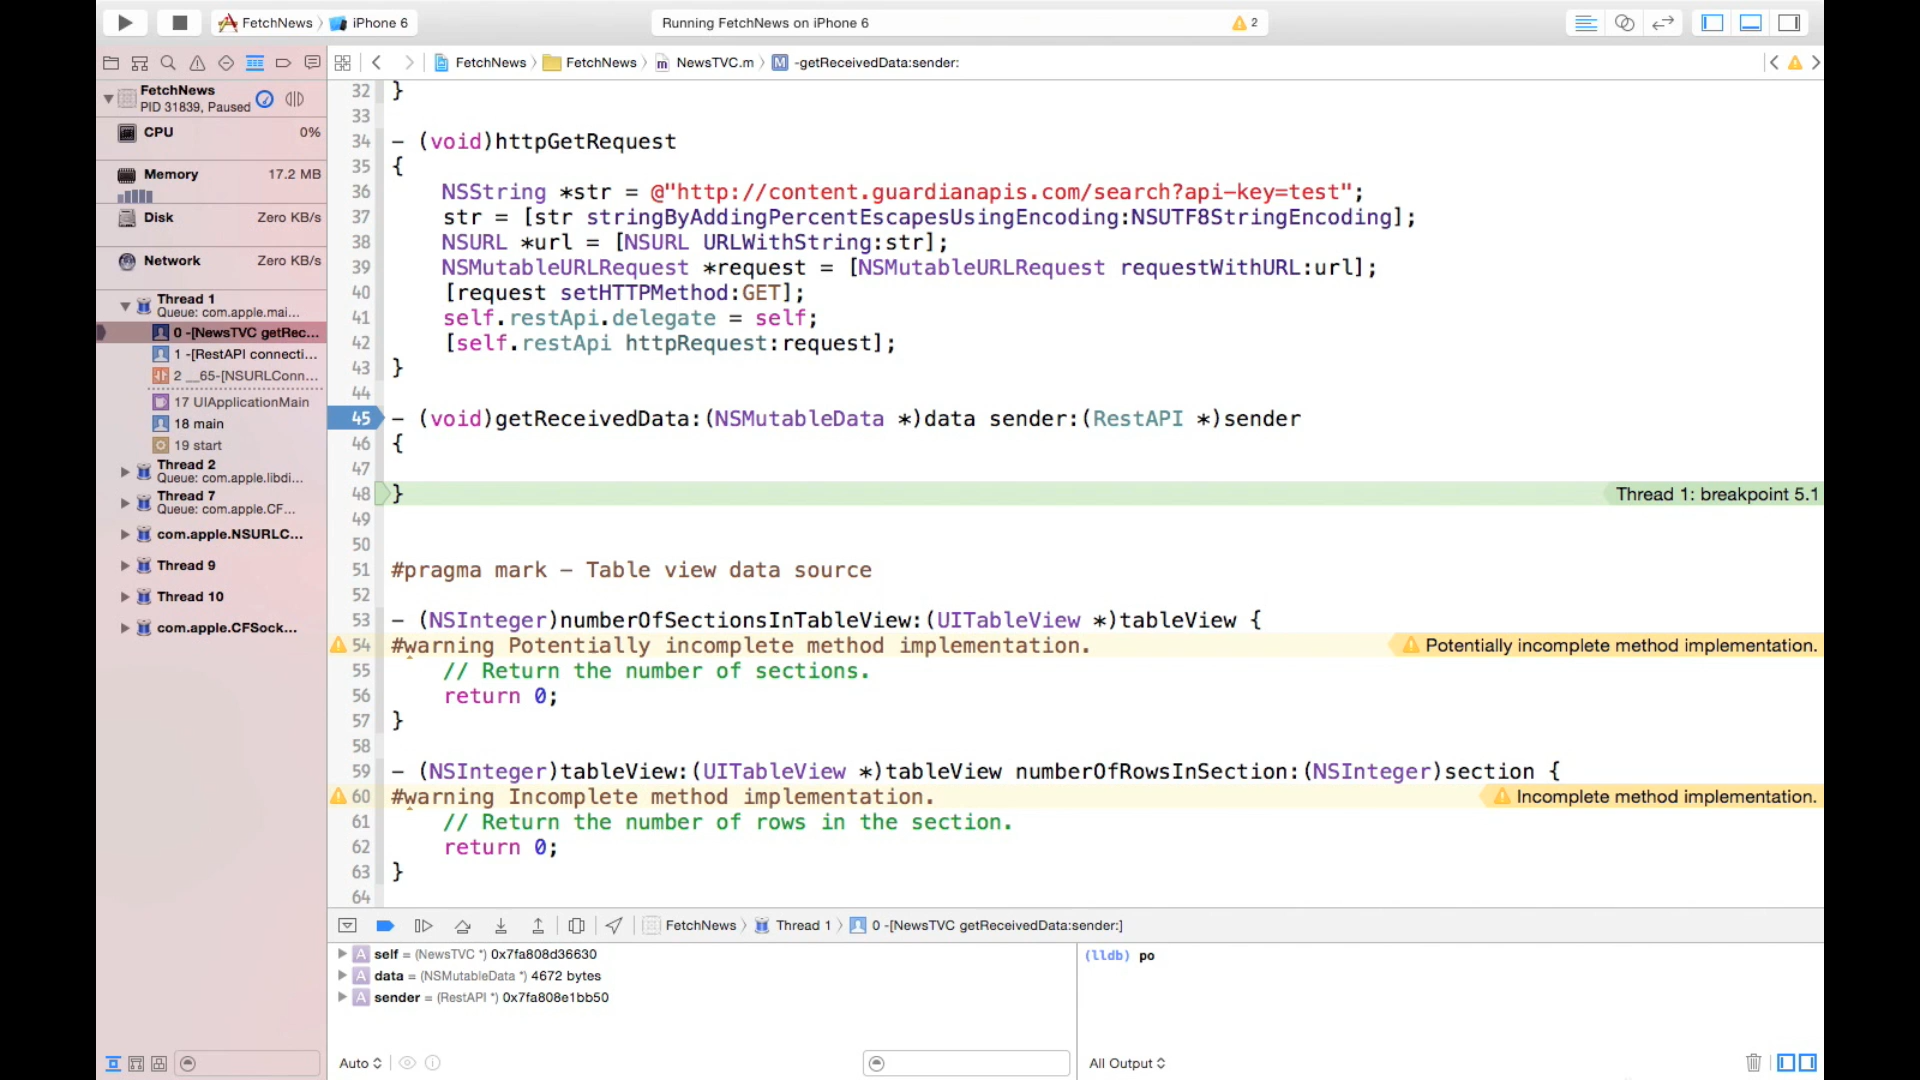 FetchNews 〉 iPhone 6
Running FetchNews on iPhone 6
2
FetchNews 〉 FetchNews 〉 NewsTVC.m 〉 M -getReceivedData:sender:
FetchNews
PID 31839, Paused
CPU 0%
Memory 17.2 MB
Disk Zero KB/s
Network Zero KB/s
Thread 1
Queue: com.apple.mai...
0 -[NewsTVC getRec...
1 -[RestAPI connecti...
2 __65-[NSURLConn...
17 UIApplicationMain
18 main
19 start
Thread 2
Queue: com.apple.libdi...
Thread 7
Queue: com.apple.CF...
com.apple.NSURLC...
Thread 9
Thread 10
com.apple.CFSock...
32 }
33
34 – (void)httpGetRequest
35 {
36 NSString *str = @"http://content.guardianapis.com/search?api-key=test";
37 str = [str stringByAddingPercentEscapesUsingEncoding:NSUTF8StringEncoding];
38 NSURL *url = [NSURL URLWithString:str];
39 NSMutableURLRequest *request = [NSMutableURLRequest requestWithURL:url];
40 [request setHTTPMethod:GET];
41 self.restApi.delegate = self;
42 [self.restApi httpRequest:request];
43 }
44
45 – (void)getReceivedData:(NSMutableData *)data sender:(RestAPI *)sender
46 {
47
48 } Thread 1: breakpoint 5.1
49
50
51 #pragma mark – Table view data source
52
53 – (NSInteger)numberOfSectionsInTableView:(UITableView *)tableView {
54 #warning Potentially incomplete method implementation. Potentially incomplete method implementation.
55 // Return the number of sections.
56 return 0;
57 }
58
59 – (NSInteger)tableView:(UITableView *)tableView numberOfRowsInSection:(NSInteger)section {
60 #warning Incomplete method implementation. Incomplete method implementation.
61 // Return the number of rows in the section.
62 return 0;
63 }
64
FetchNews 〉 Thread 1 〉 0 -[NewsTVC getReceivedData:sender:]
A self = (NewsTVC *) 0x7fa808d36630
A data = (NSMutableData *) 4672 bytes
A sender = (RestAPI *) 0x7fa808e1bb50
(lldb) po
Auto
All Output